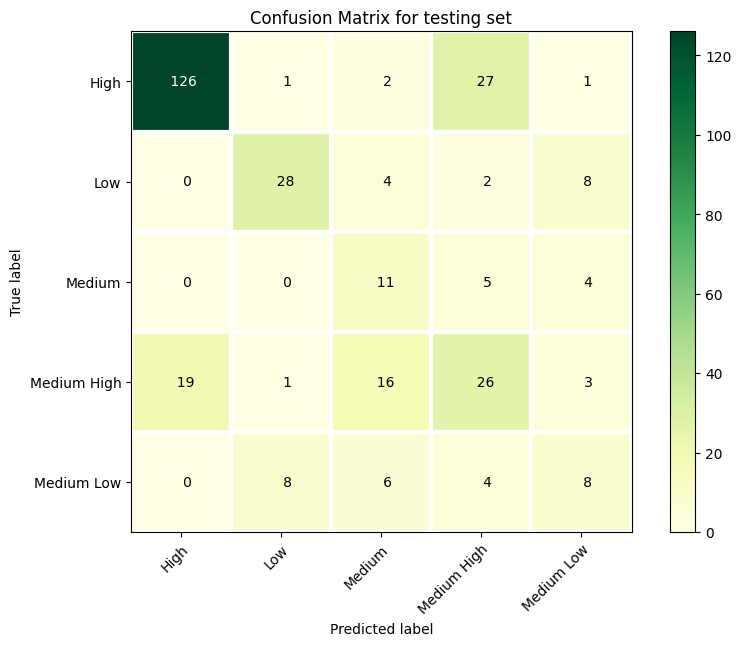 Confusion Matrix for testing set
High 126 1 2 27 1
Low 0 28 4 2 8
Medium 0 0 11 5 4
Medium High 19 1 16 26 3
Medium Low 0 8 6 4 8
High Low Medium Medium High Medium Low
Predicted label
True label
120
100
80
60
40
20
0